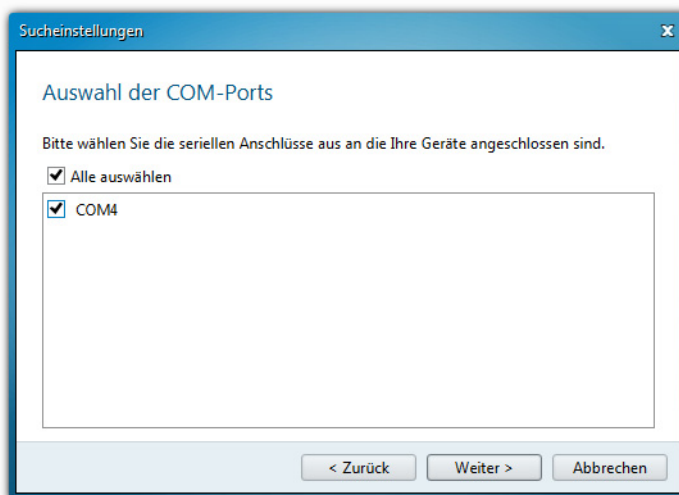 Sucheinstellungen
Auswahl der COM-Ports
Bitte wählen Sie die seriellen Anschlüsse aus an die Ihre Geräte angeschlossen sind.
Alle auswählen
COM4
< Zurück Weiter > Abbrechen